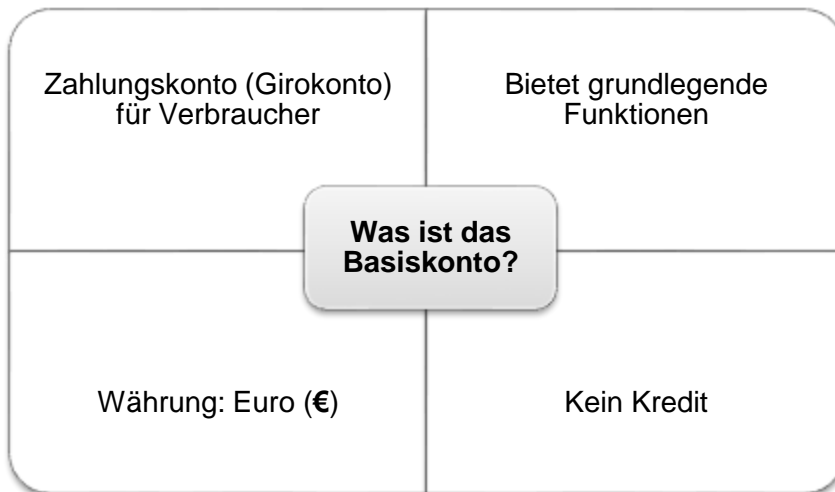 Zahlungskonto (Girokonto)
für Verbraucher
Bietet grundlegende
Funktionen
Was ist das
Basiskonto?
Währung: Euro (€)
Kein Kredit